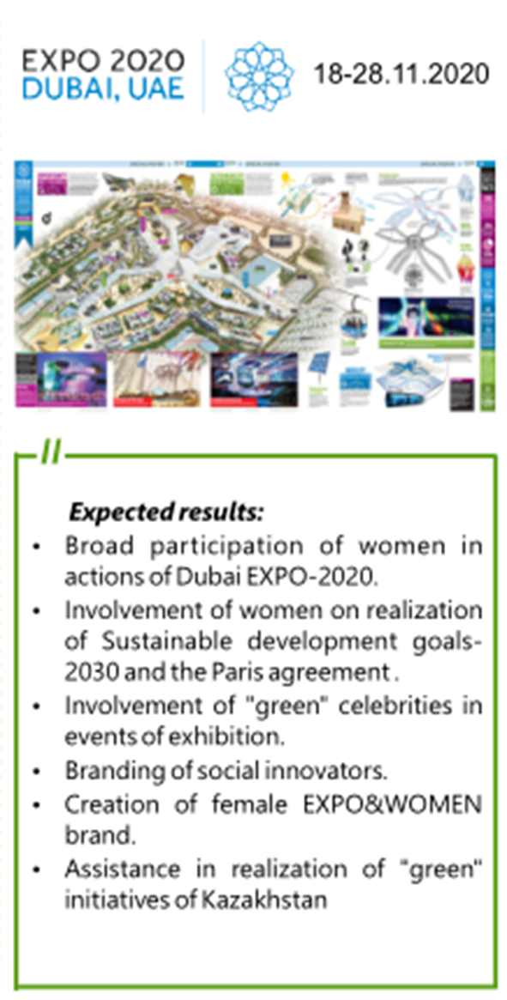 EXPO 2020
DUBAI, UAE
18-28.11.2020
Expected results:
• Broad participation of women in
actions of Dubai EXPO-2020.
• Involvement of women on realization
of Sustainable development goals-
2030 and the Paris agreement .
• Involvement of "green" celebrities in
events of exhibition.
• Branding of social innovators.
• Creation of female EXPO&WOMEN
brand.
• Assistance in realization of "green"
initiatives of Kazakhstan